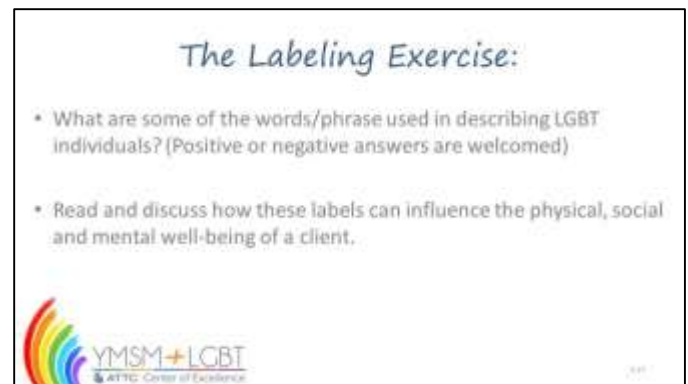 The Labeling Exercise:
• What are some of the words/phrase used in describing LGBT
individuals? (Positive or negative answers are welcomed)
• Read and discuss how these labels can influence the physical, social
and mental well-being of a client.
YMSM+LGBT
& ATTC Center of Excellence